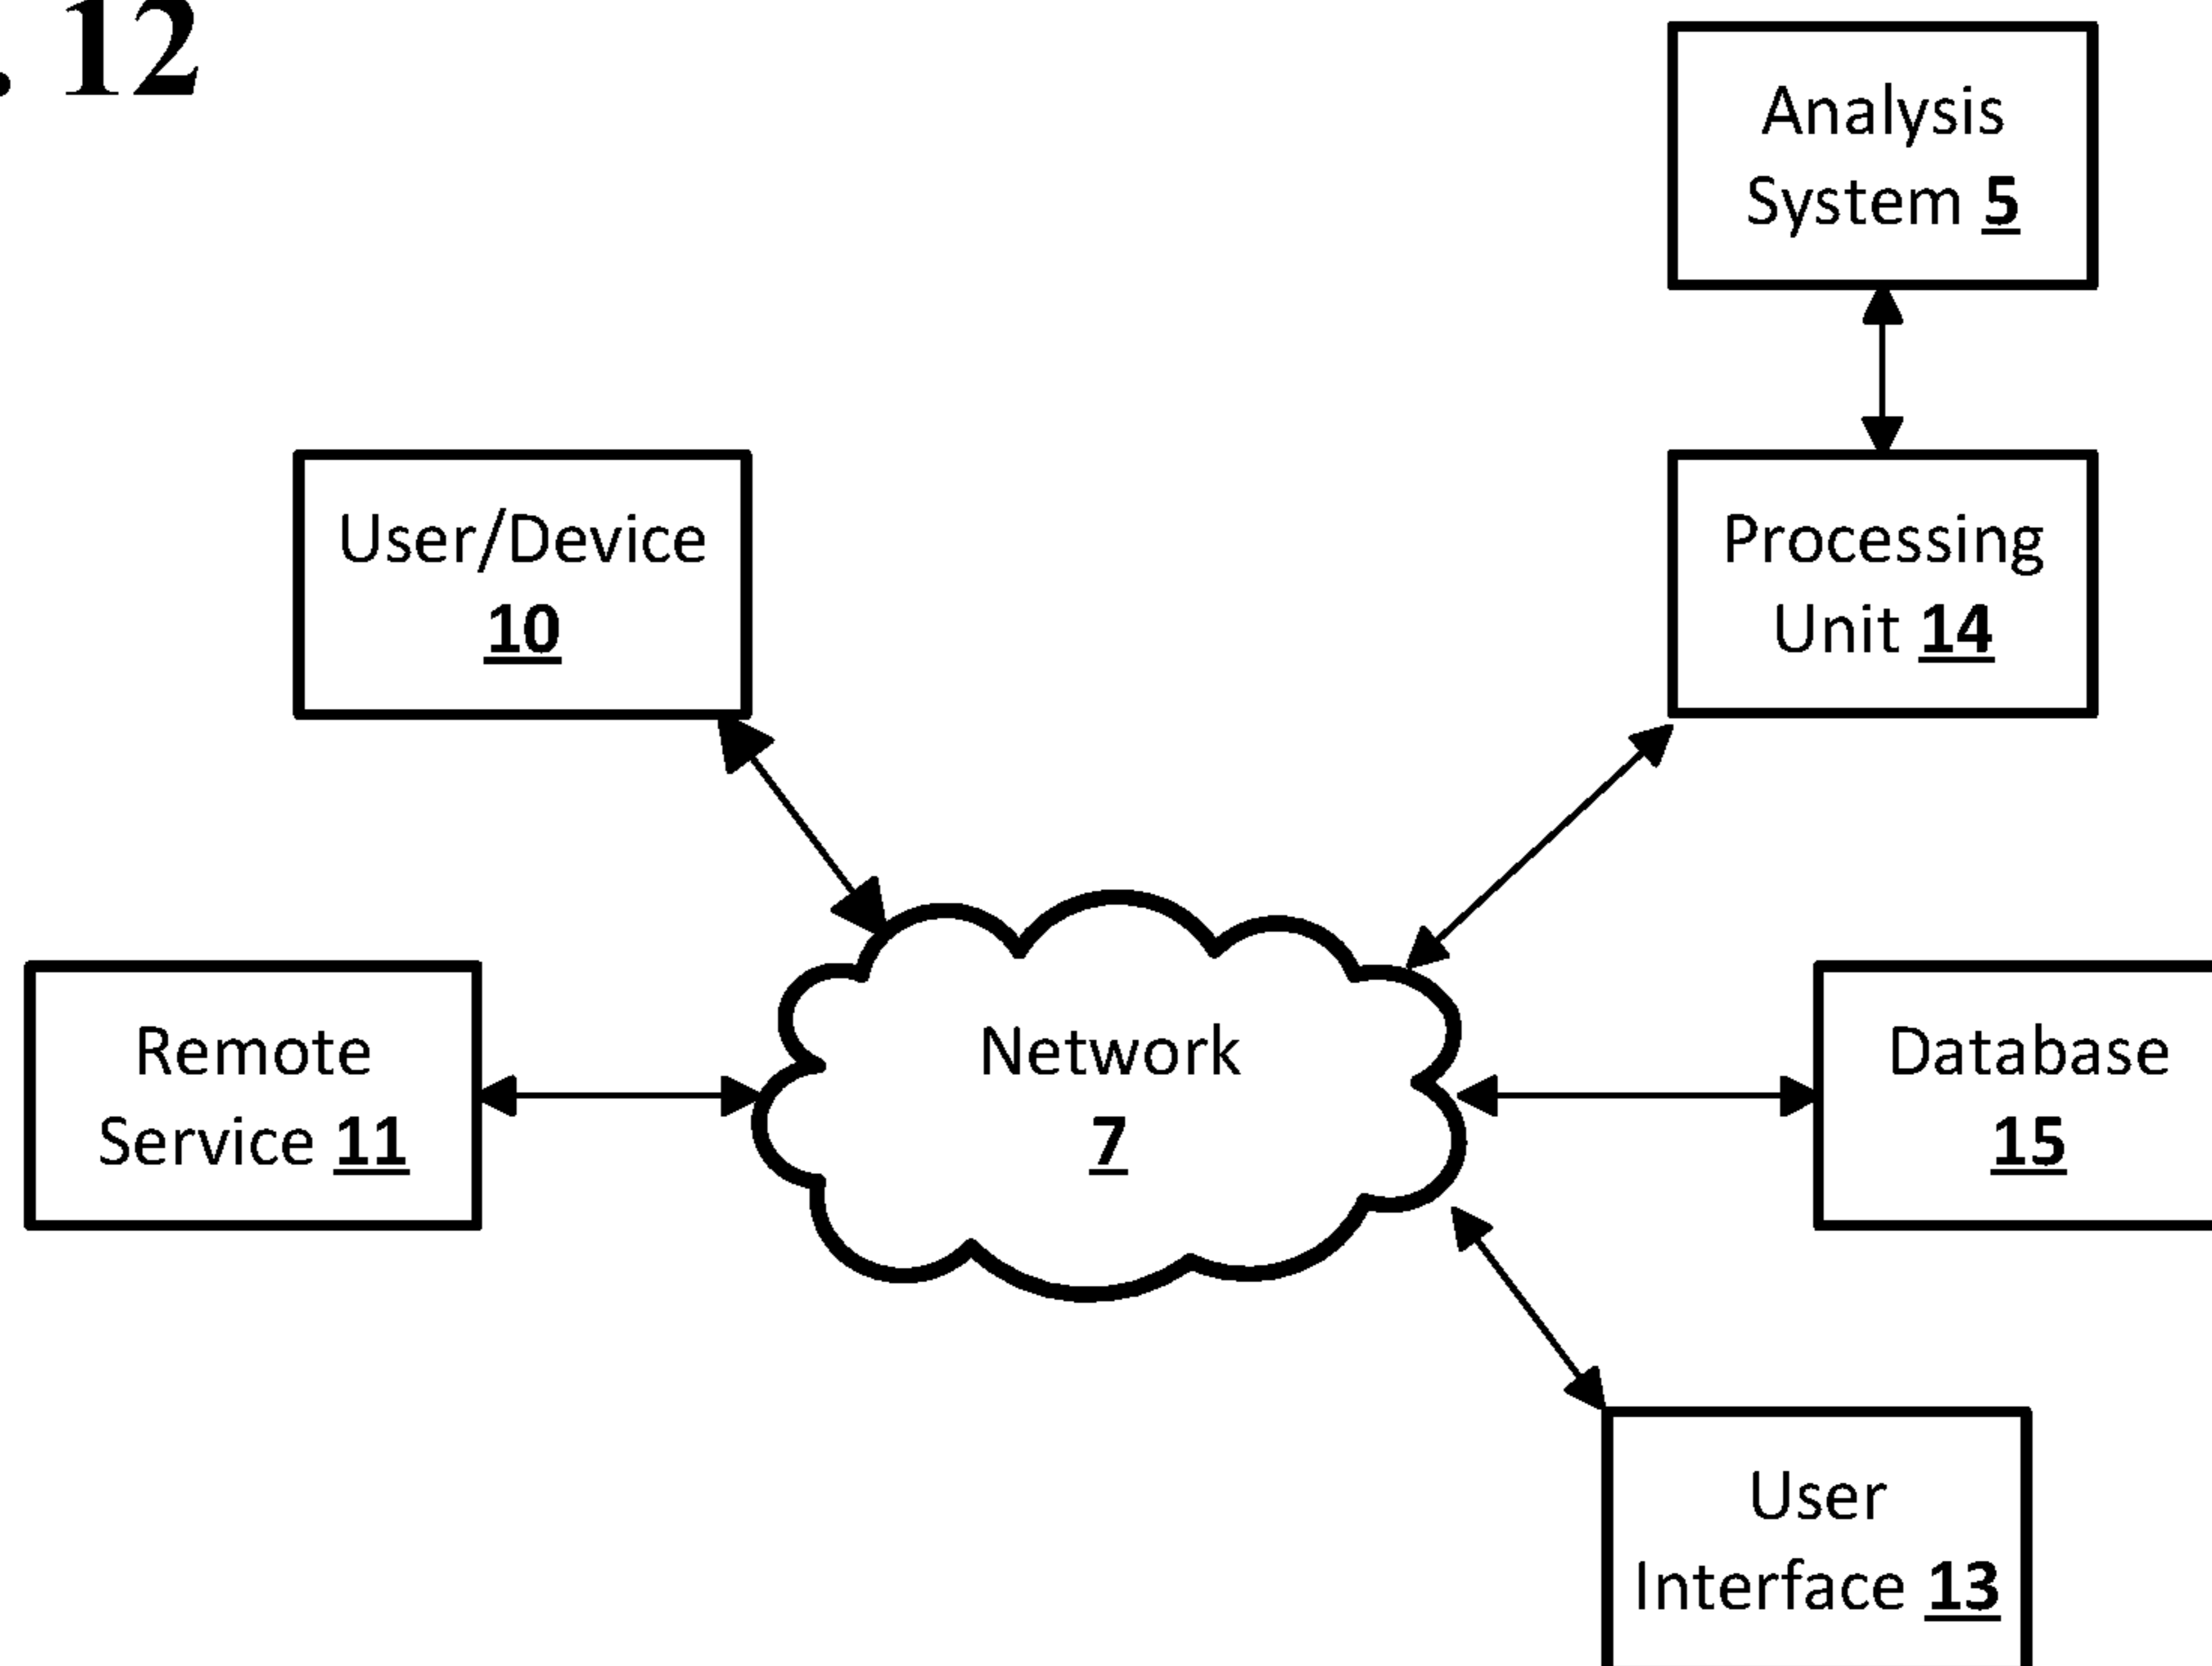 . 12
Analysis
System 5
User/Device
10
Processing
Unit 14
Remote
Service 11
Network
7
Database
15
User
Interface 13